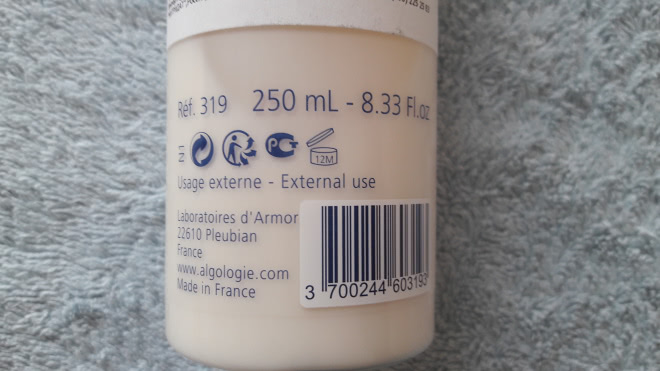 Réf. 319 250 mL - 8.33 Fl.oz
12M
Usage externe - External use
Laboratoires d'Armor
22610 Pleubian
France
www.algologie.com
Made in France
3 700244 603193